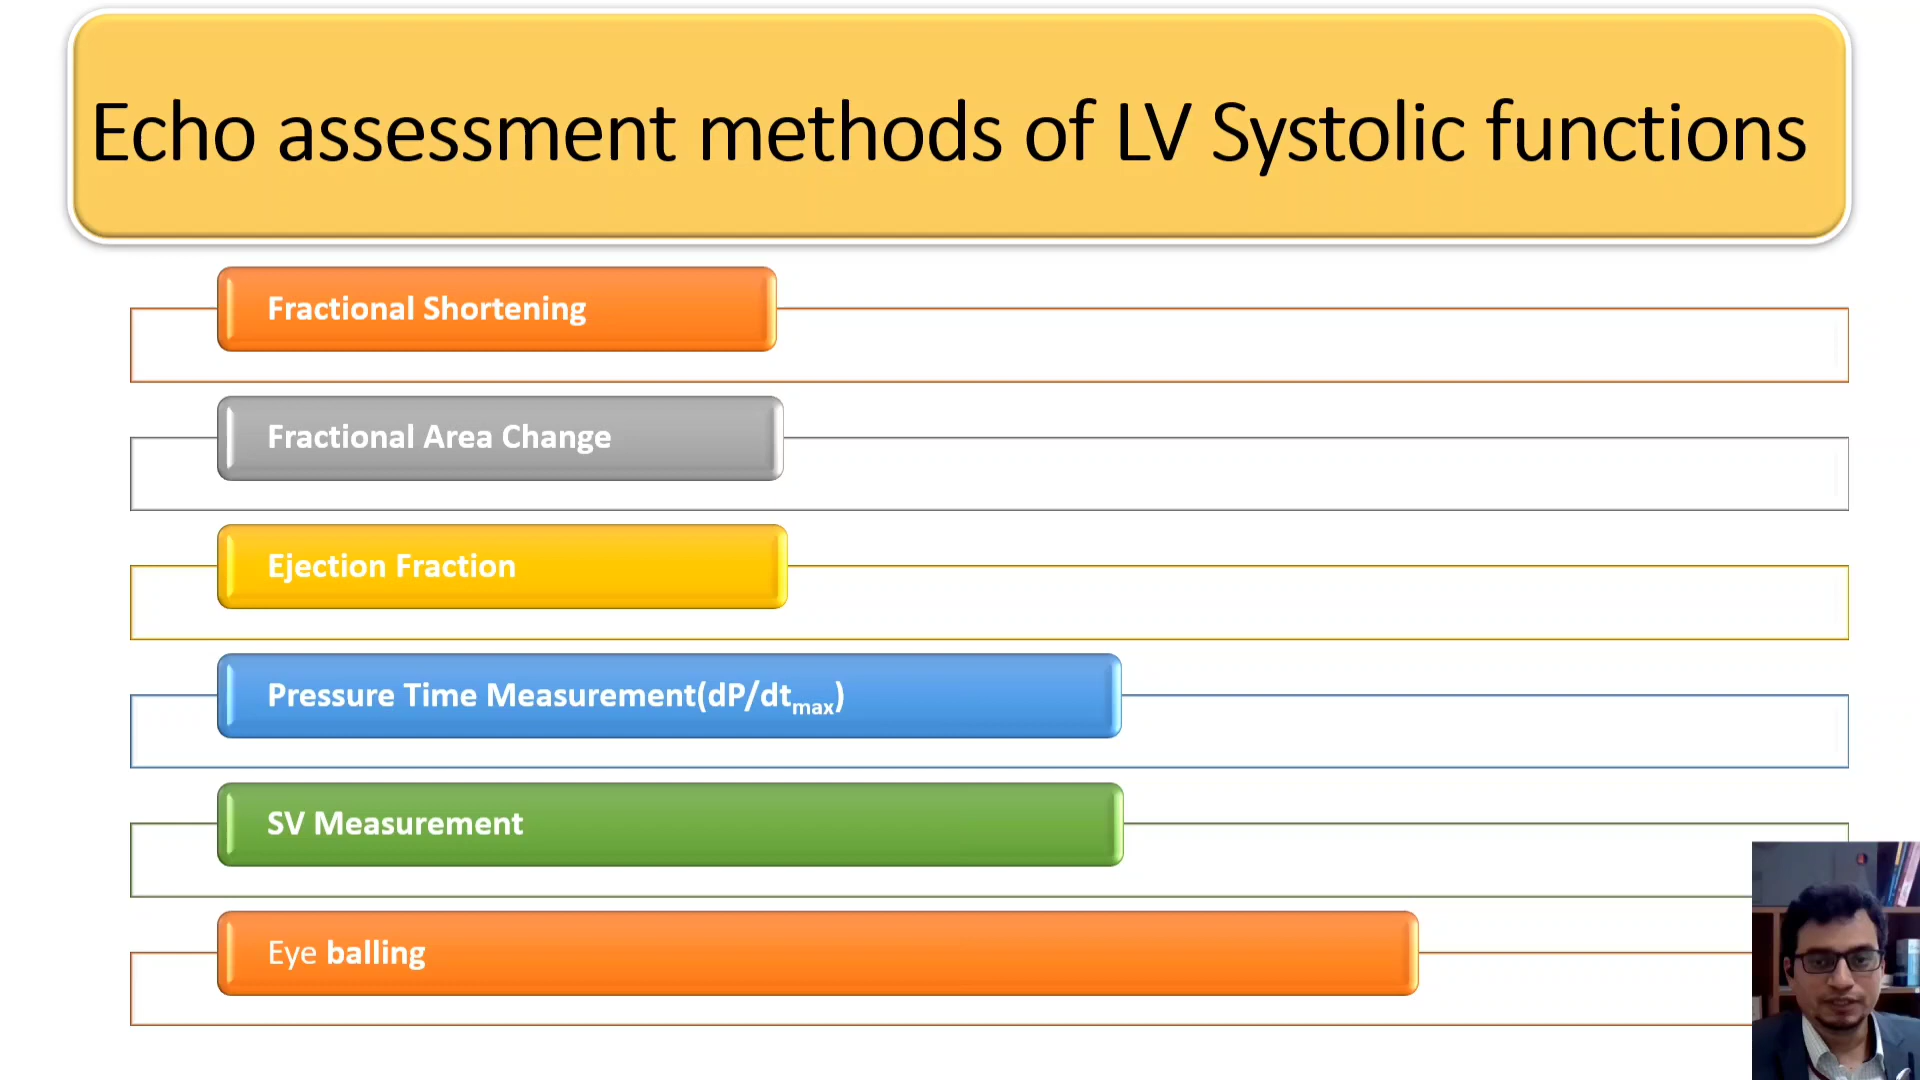 Echo assessment methods of LV Systolic functions
Fractional Shortening
Fractional Area Change
Ejection Fraction
Pressure Time Measurement(dP/dtmax)
SV Measurement
Eye balling